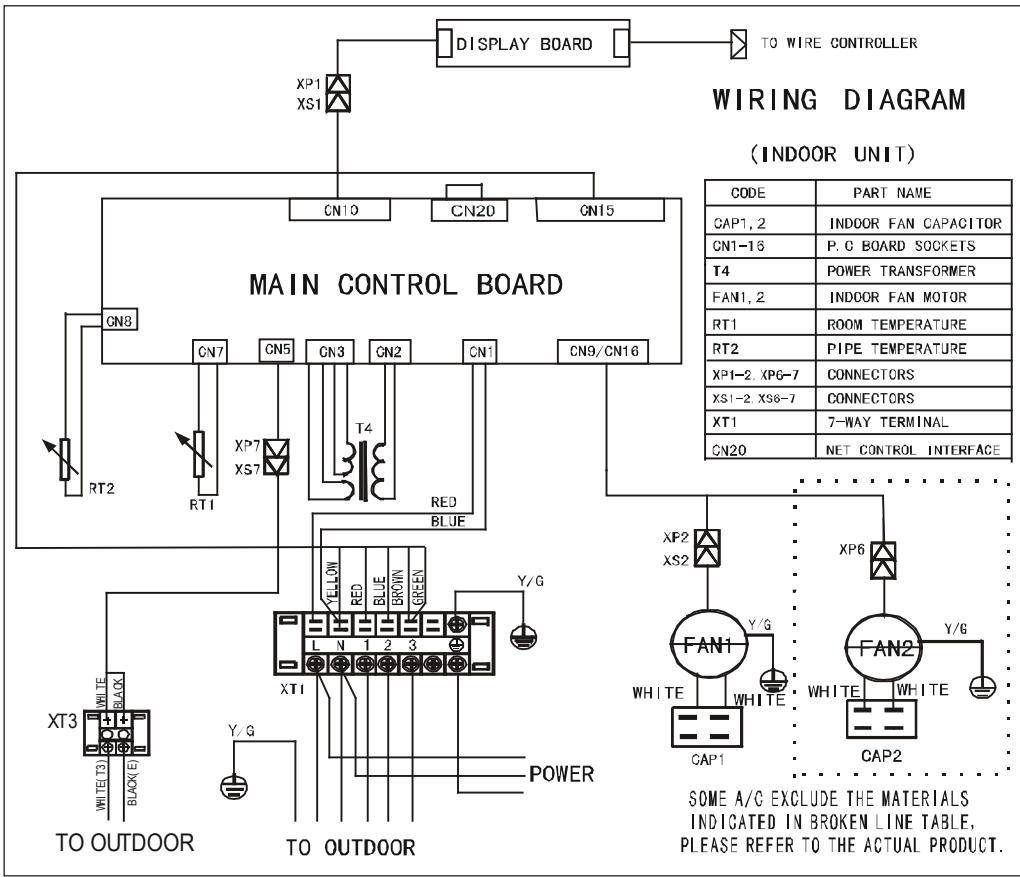 DISPLAY BOARD
TO WIRE CONTROLLER
XP1
XS1
WIRING DIAGRAM
(INDOOR UNIT)
CODE PART NAME
CAP1, 2 INDOOR FAN CAPACITOR
CN1-16 P. C BOARD SOCKETS
T4 POWER TRANSFORMER
FAN1, 2 INDOOR FAN MOTOR
RT1 ROOM TEMPERATURE
RT2 PIPE TEMPERATURE
XP1-2, XP6-7 CONNECTORS
XS1-2, XS6-7 CONNECTORS
XT1 7-WAY TERMINAL
CN20 NET CONTROL INTERFACE
CN10 CN20 CN15
MAIN CONTROL BOARD
CN8
CN7 CN5 CN3 CN2 CN1 CN9/CN16
T4
XP7
XS7
RT2
RT1
RED
BLUE
YELLOW
RED
BLUE
BROWN
GREEN
Y/G
L N 1 2 3
XT1
XP2
XS2
XP6
FAN1
Y/G
FAN2
Y/G
WHITE WHITE
WHITE WHITE
CAP1
CAP2
WHITE
BLACK
XT3
WHITE(T3)
BLACK(E)
TO OUTDOOR
Y/G
POWER
TO OUTDOOR
SOME A/C EXCLUDE THE MATERIALS
INDICATED IN BROKEN LINE TABLE,
PLEASE REFER TO THE ACTUAL PRODUCT.